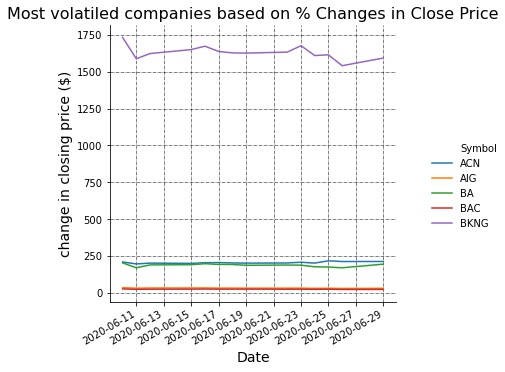 Most volatiled companies based on % Changes in Close Price
1750
1500
1250
1000
750
500
250
0
change in closing price ($)
2020-06-11
2020-06-13
2020-06-15
2020-06-17
2020-06-19
2020-06-21
2020-06-23
2020-06-25
2020-06-27
2020-06-29
Date
Symbol
ACN
AIG
BA
BAC
BKNG